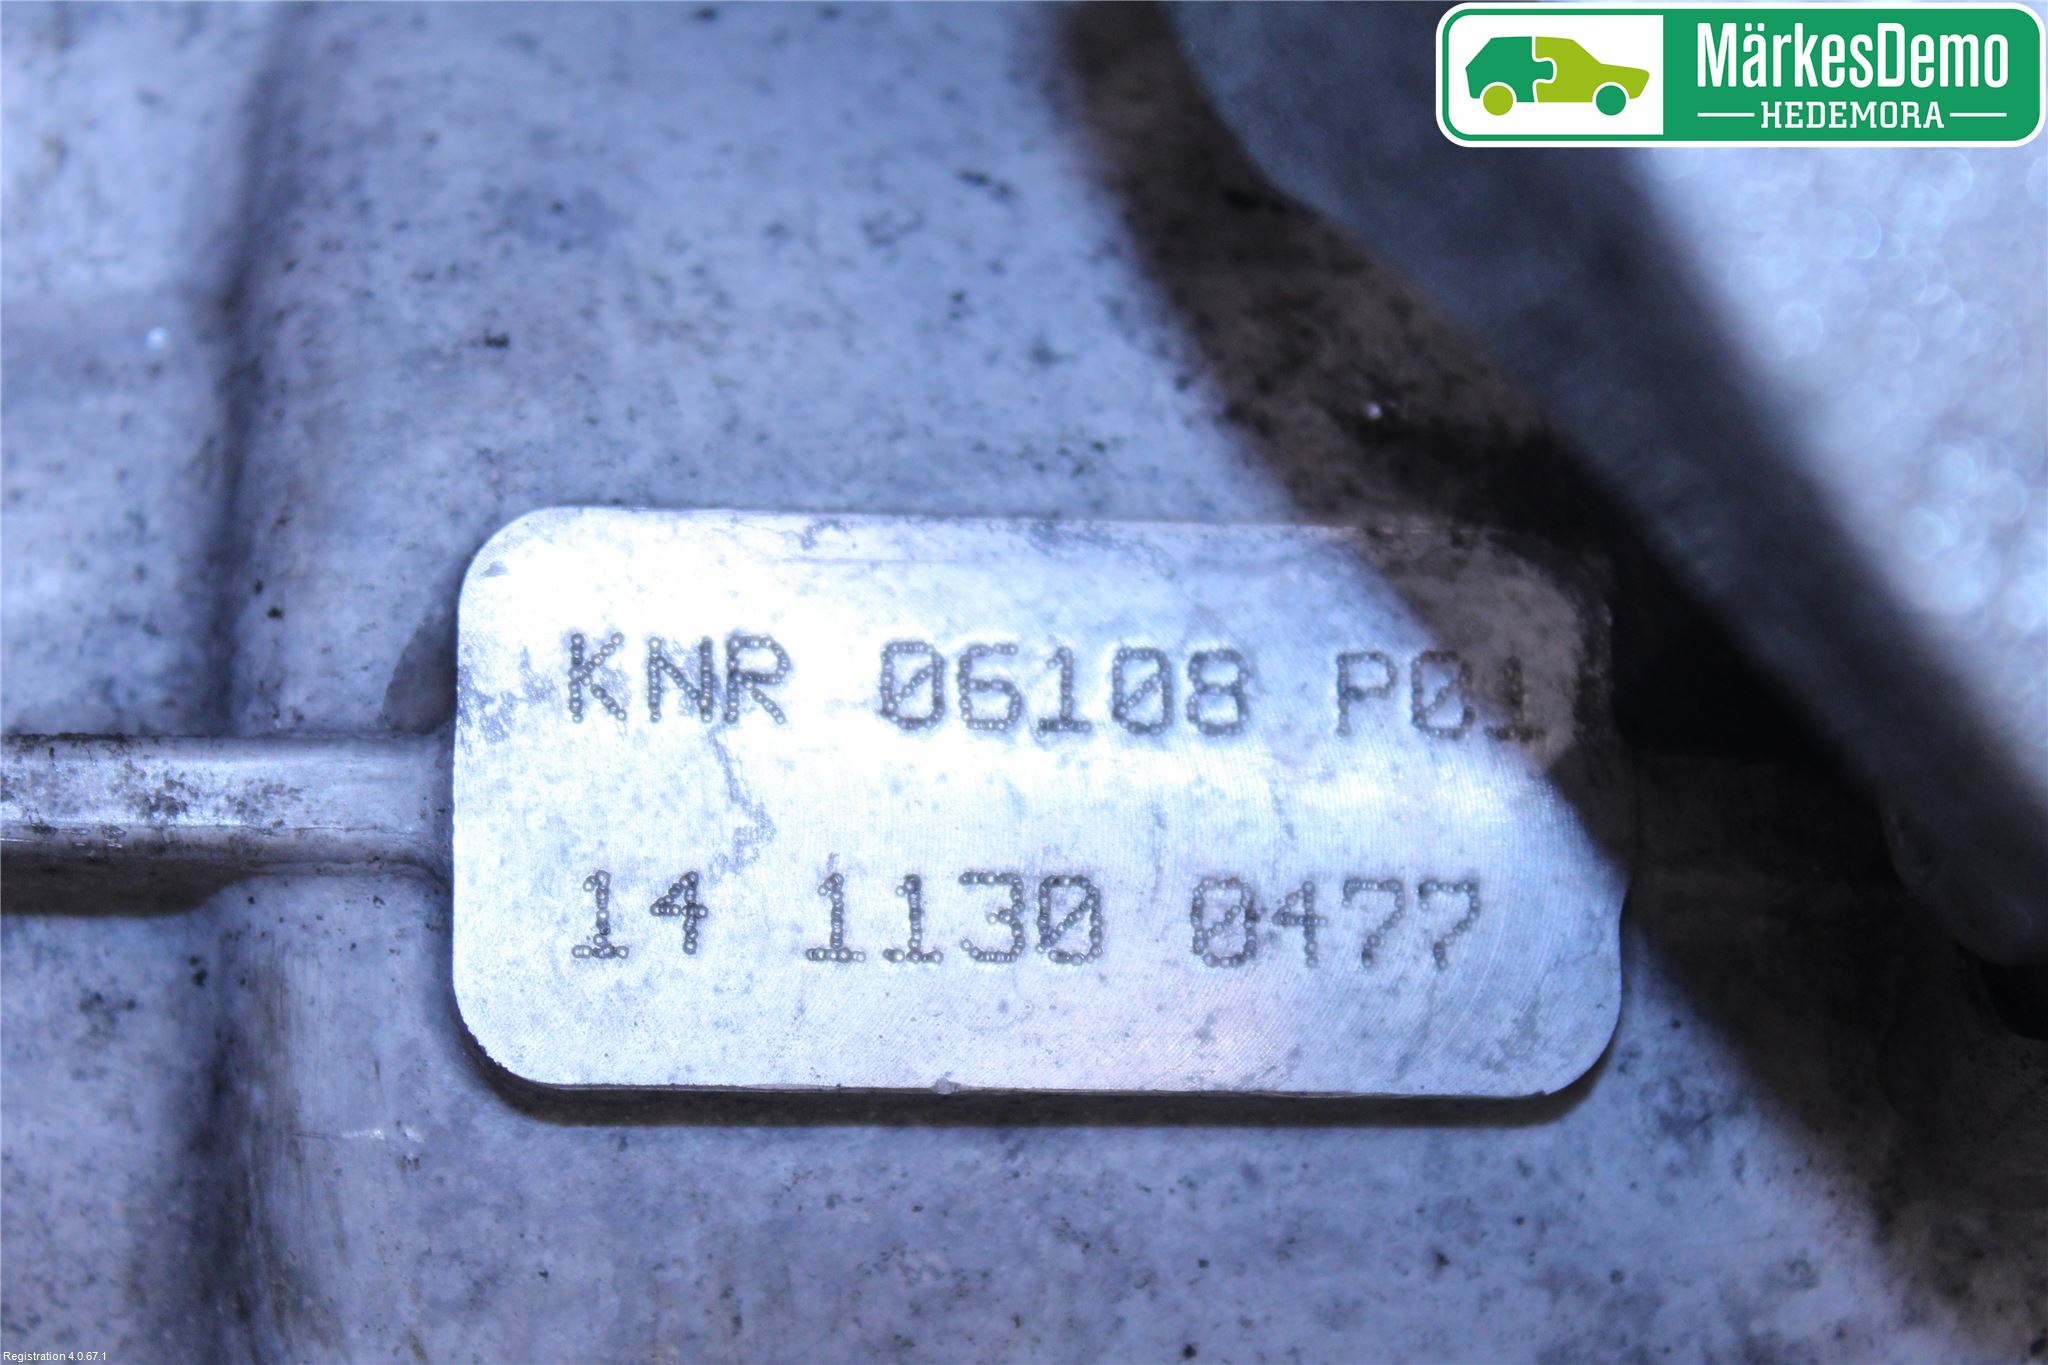 MärkesDemo
HEDEMORA
KNR 06108 P01
14 1130 0477
Registration 4.0.67.1